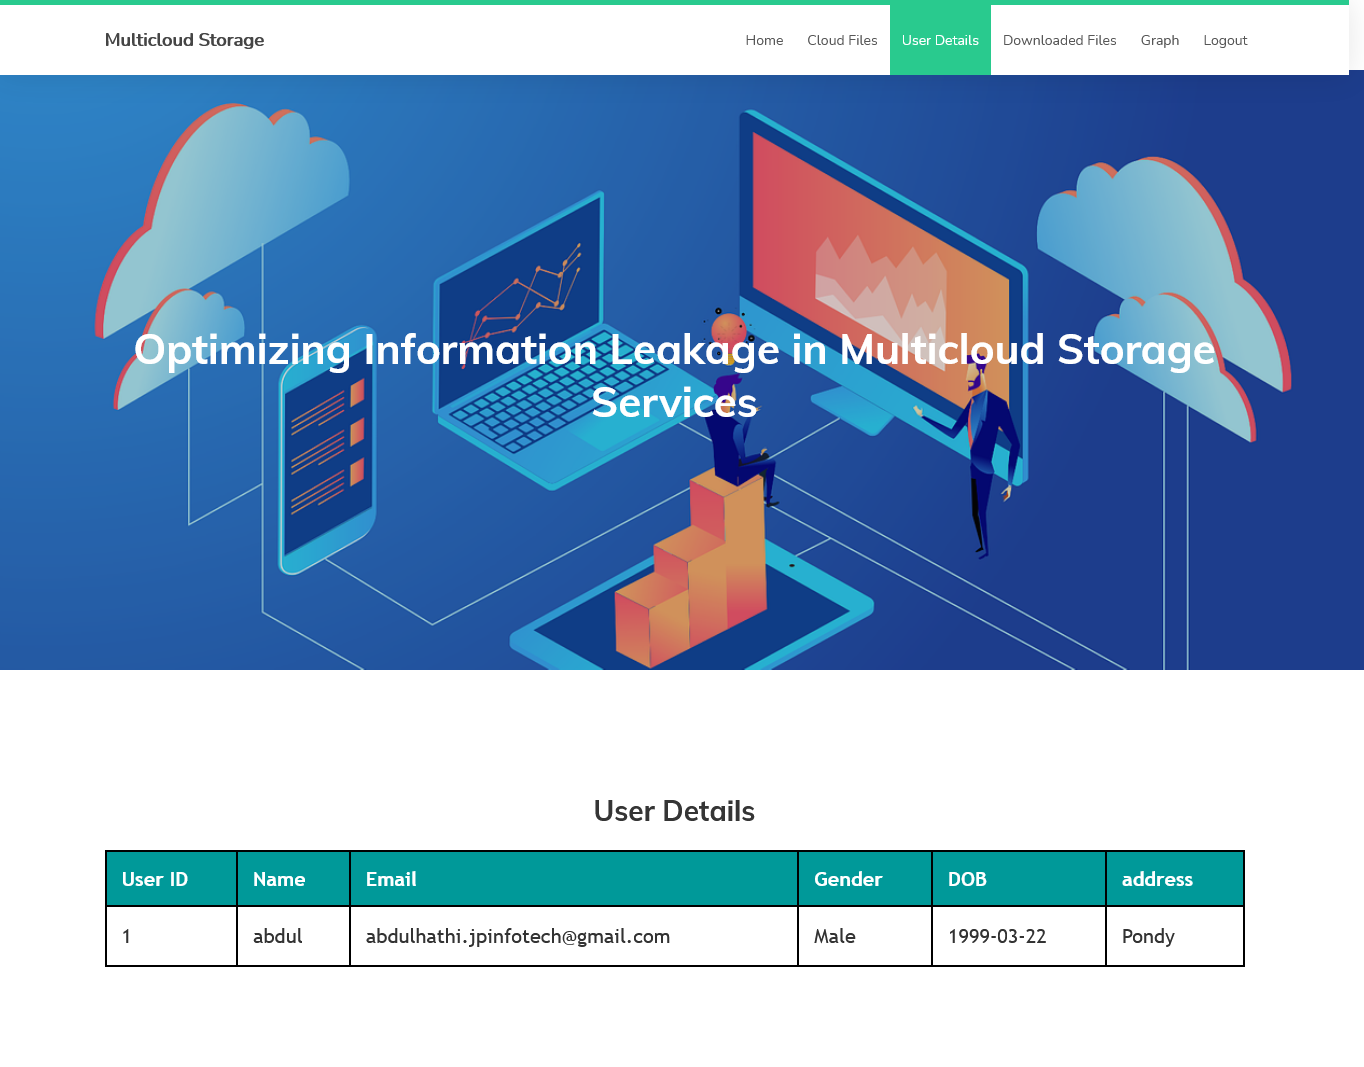 Multicloud Storage
Home Cloud Files User Details Downloaded Files Graph Logout
Optimizing Information Leakage in Multicloud Storage
Services
User Details
User ID Name Email Gender DOB address
1 abdul abdulhathi.jpinfotech@gmail.com Male 1999-03-22 Pondy